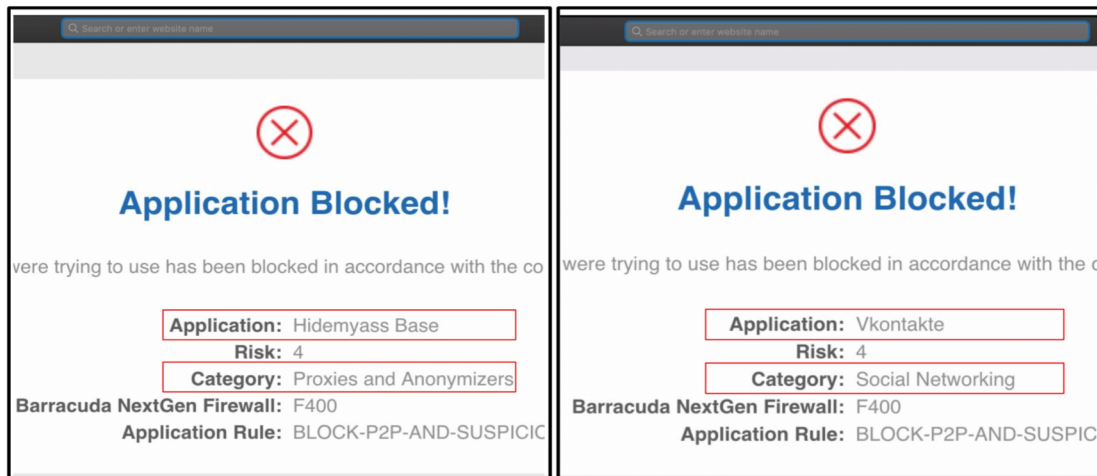 Search or enter website name
Application Blocked!
were trying to use has been blocked in accordance with the co
Application: Hidemyass Base
Risk: 4
Category: Proxies and Anonymizers
Barracuda NextGen Firewall: F400
Application Rule: BLOCK-P2P-AND-SUSPICIO
Search or enter website name
Application Blocked!
were trying to use has been blocked in accordance with the
Application: Vkontakte
Risk: 4
Category: Social Networking
Barracuda NextGen Firewall: F400
Application Rule: BLOCK-P2P-AND-SUSPIC